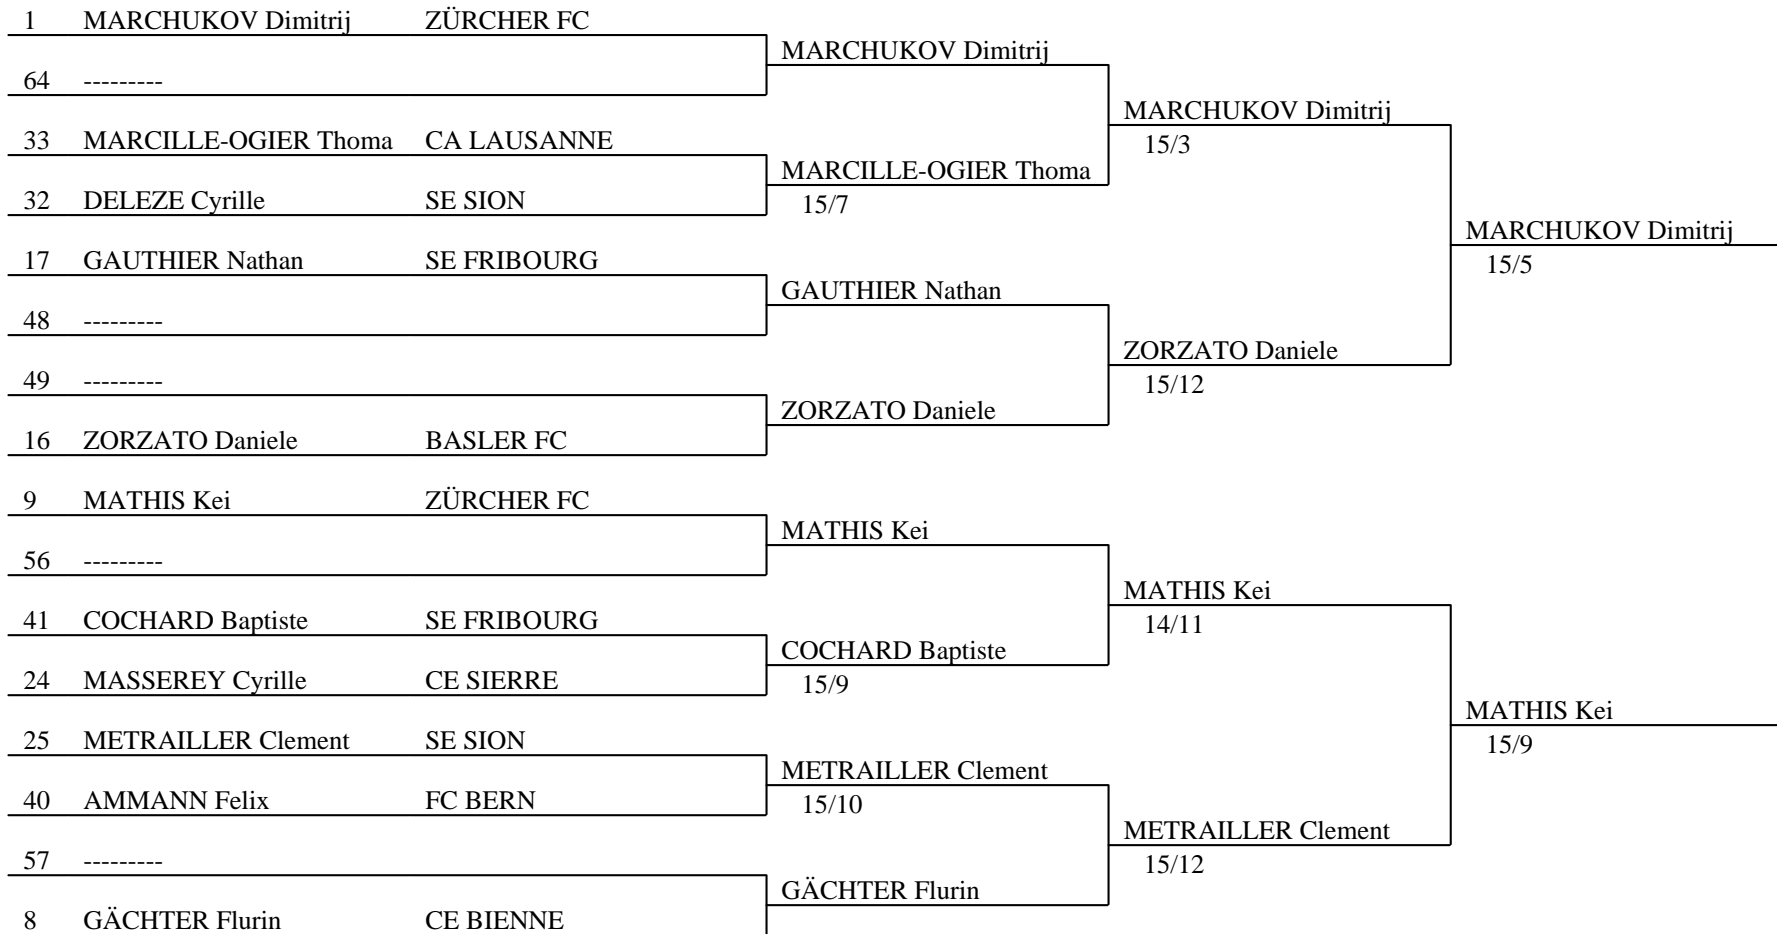 1 MARCHUKOV Dimitrij ZÜRCHER FC
MARCHUKOV Dimitrij
64 ---------
MARCHUKOV Dimitrij
33 MARCILLE-OGIER Thoma CA LAUSANNE
15/3
MARCILLE-OGIER Thoma
32 DELEZE Cyrille SE SION
15/7
MARCHUKOV Dimitrij
17 GAUTHIER Nathan SE FRIBOURG
15/5
GAUTHIER Nathan
48 ---------
ZORZATO Daniele
49 ---------
15/12
ZORZATO Daniele
16 ZORZATO Daniele BASLER FC
9 MATHIS Kei ZÜRCHER FC
MATHIS Kei
56 ---------
MATHIS Kei
41 COCHARD Baptiste SE FRIBOURG
14/11
COCHARD Baptiste
24 MASSEREY Cyrille CE SIERRE
15/9
MATHIS Kei
25 METRAILLER Clement SE SION
15/9
METRAILLER Clement
40 AMMANN Felix FC BERN
15/10
METRAILLER Clement
57 ---------
15/12
GÄCHTER Flurin
8 GÄCHTER Flurin CE BIENNE